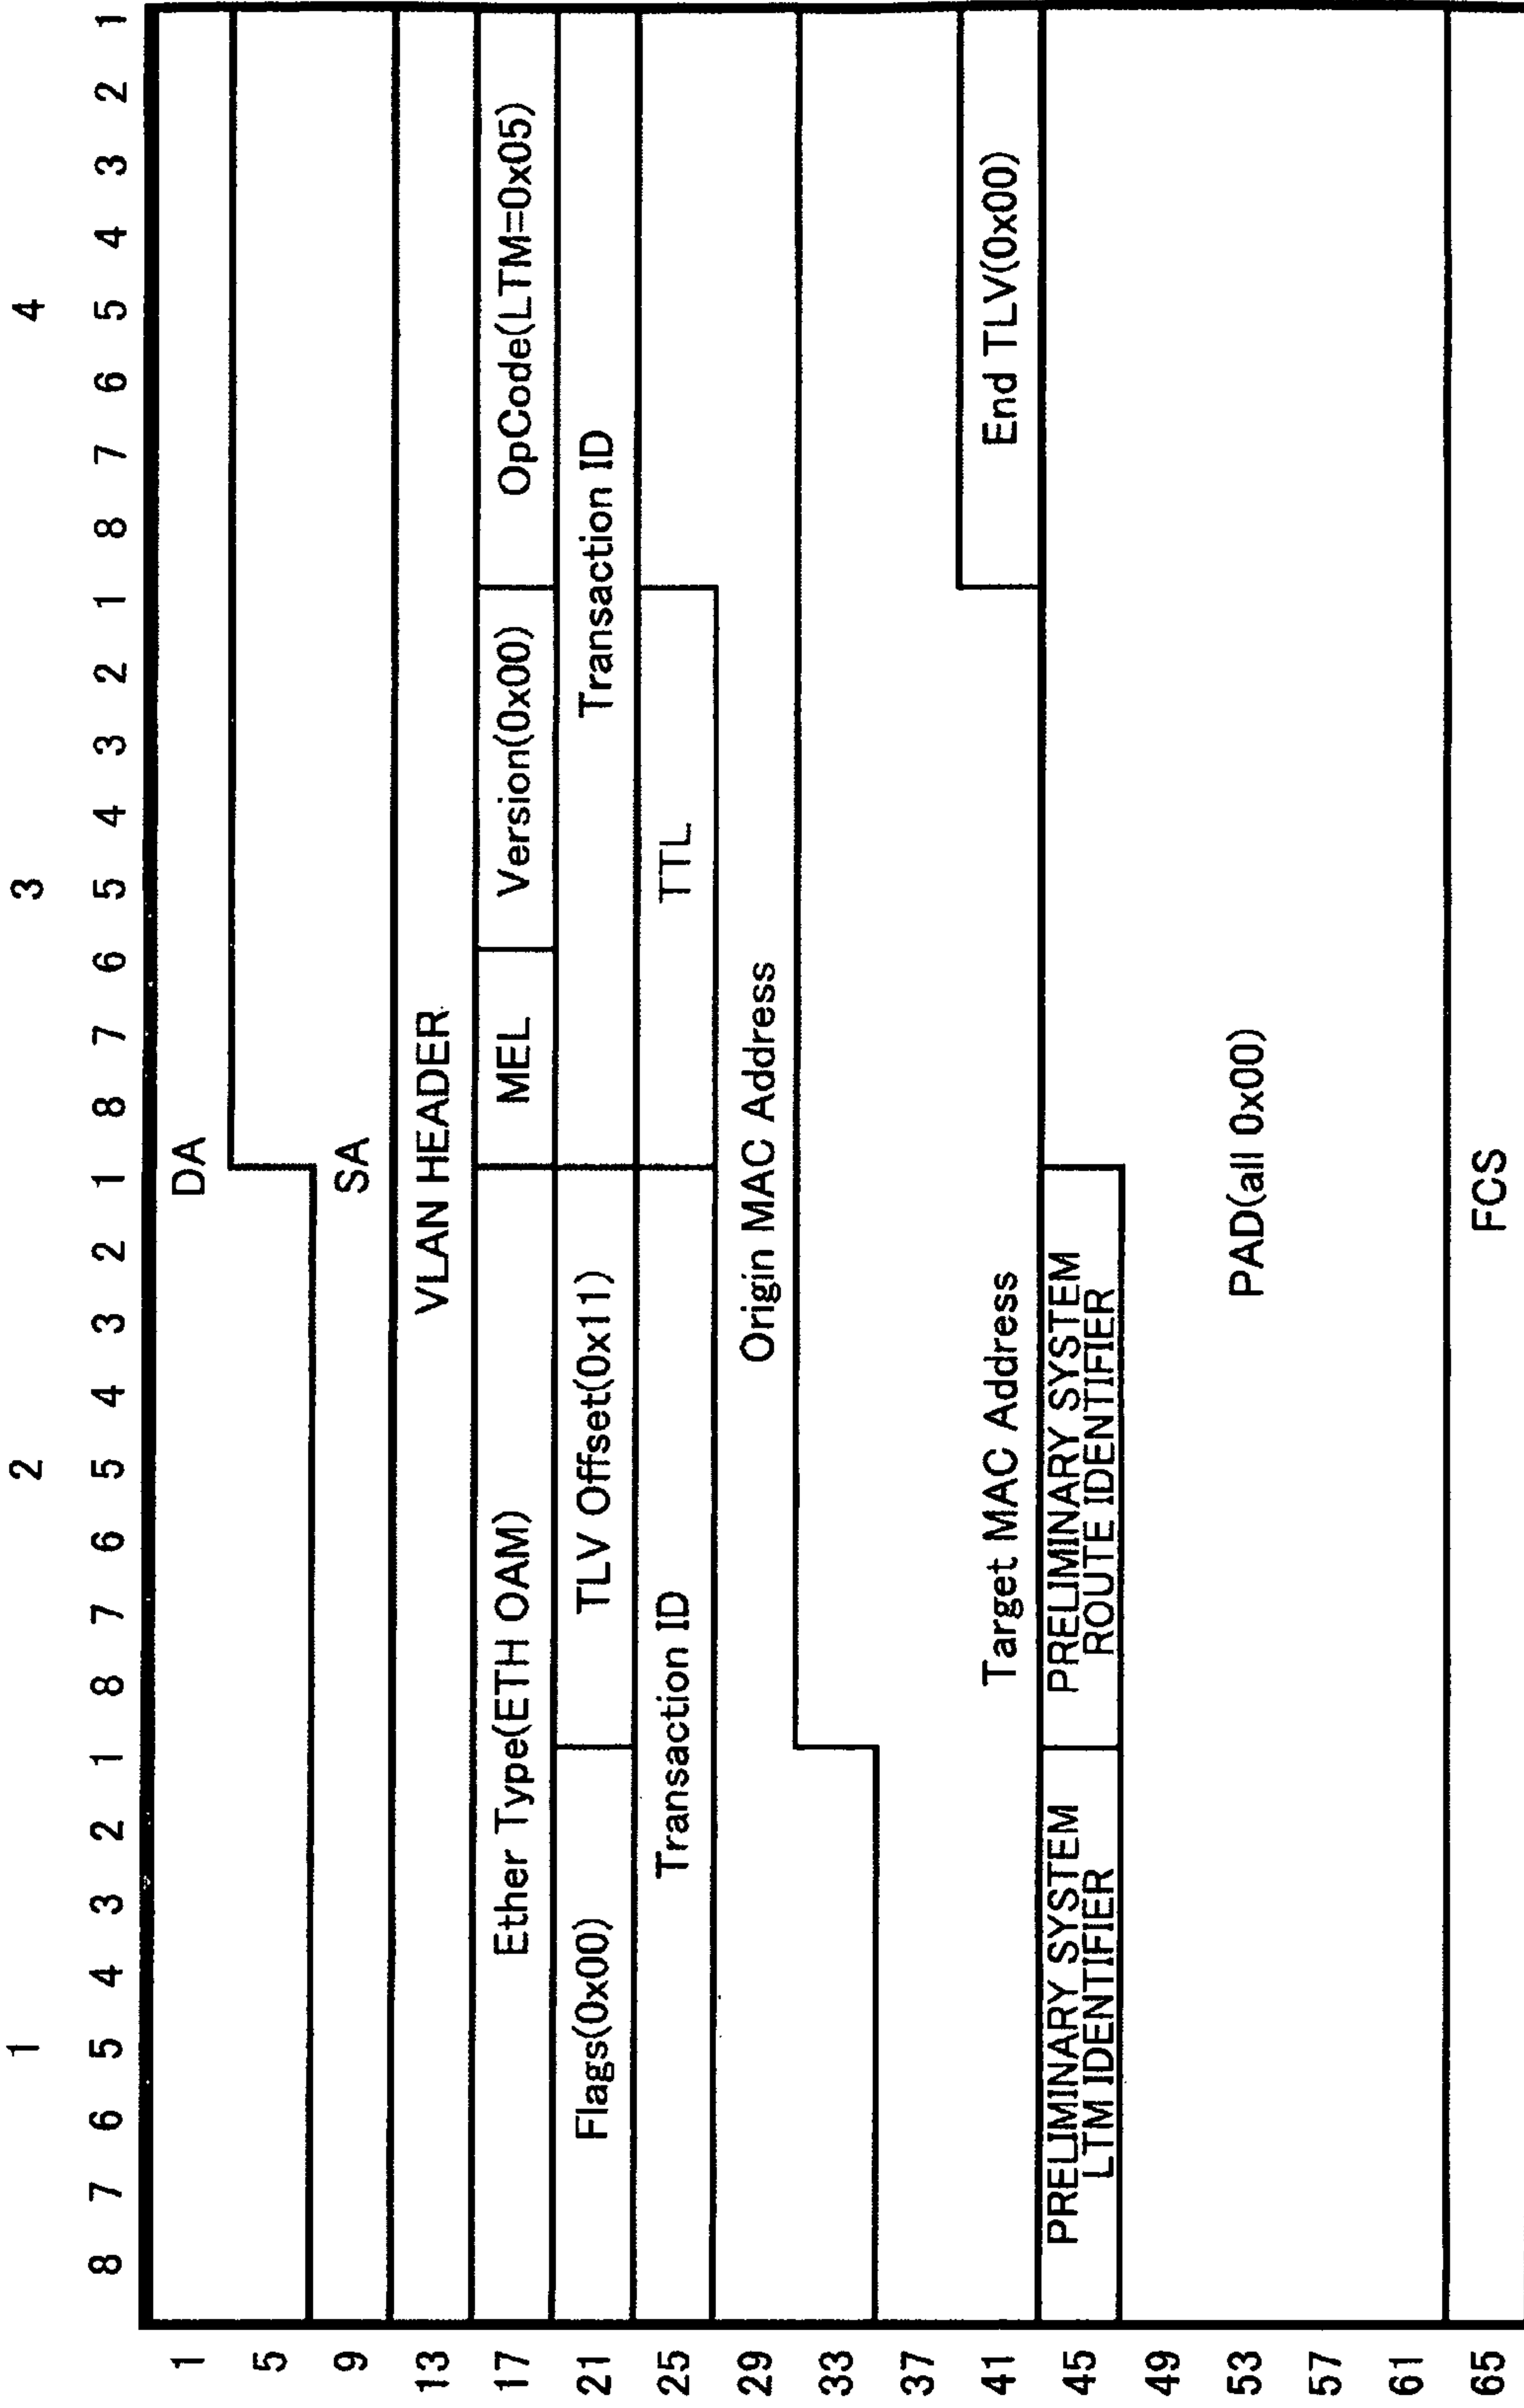 1 2 3 4
8 7 6 5 4 3 2 1 8 7 6 5 4 3 2 1 8 7 6 5 4 3 2 1 8 7 6 5 4 3 2 1
1 DA
5
9 SA
13 VLAN HEADER
17 Ether Type(ETH OAM) MEL Version(0x00) OpCode(LTM=0x05)
21 Flags(0x00) TLV Offset(0x11) Transaction ID
25 Transaction ID TTL
29 Origin MAC Address
33
37
41 Target MAC Address End TLV(0x00)
45 PRELIMINARY SYSTEM
LTM IDENTIFIER
PRELIMINARY SYSTEM
ROUTE IDENTIFIER
49
53 PAD(all 0x00)
57
61
65 FCS